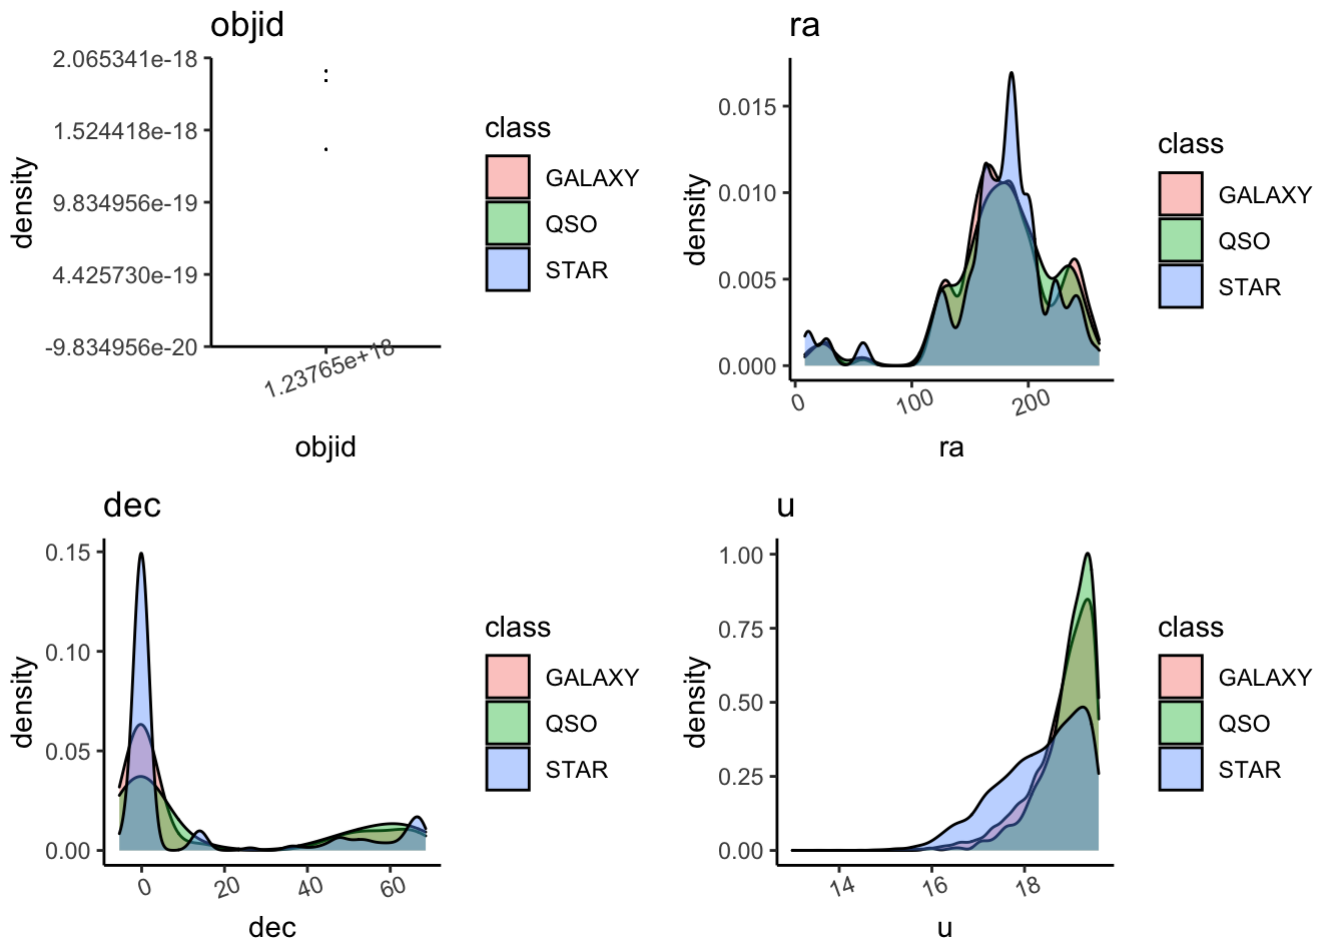 objid
2.065341e-18
1.524418e-18
9.834956e-19
4.425730e-19
-9.834956e-20
density
1.23765e+18
objid
class
GALAXY
QSO
STAR
ra
0.015
0.010
0.005
0.000
density
0 100 200
ra
class
GALAXY
QSO
STAR
dec
0.15
0.10
0.05
0.00
density
0 20 40 60
dec
class
GALAXY
QSO
STAR
u
1.00
0.75
0.50
0.25
0.00
density
14 16 18
u
class
GALAXY
QSO
STAR